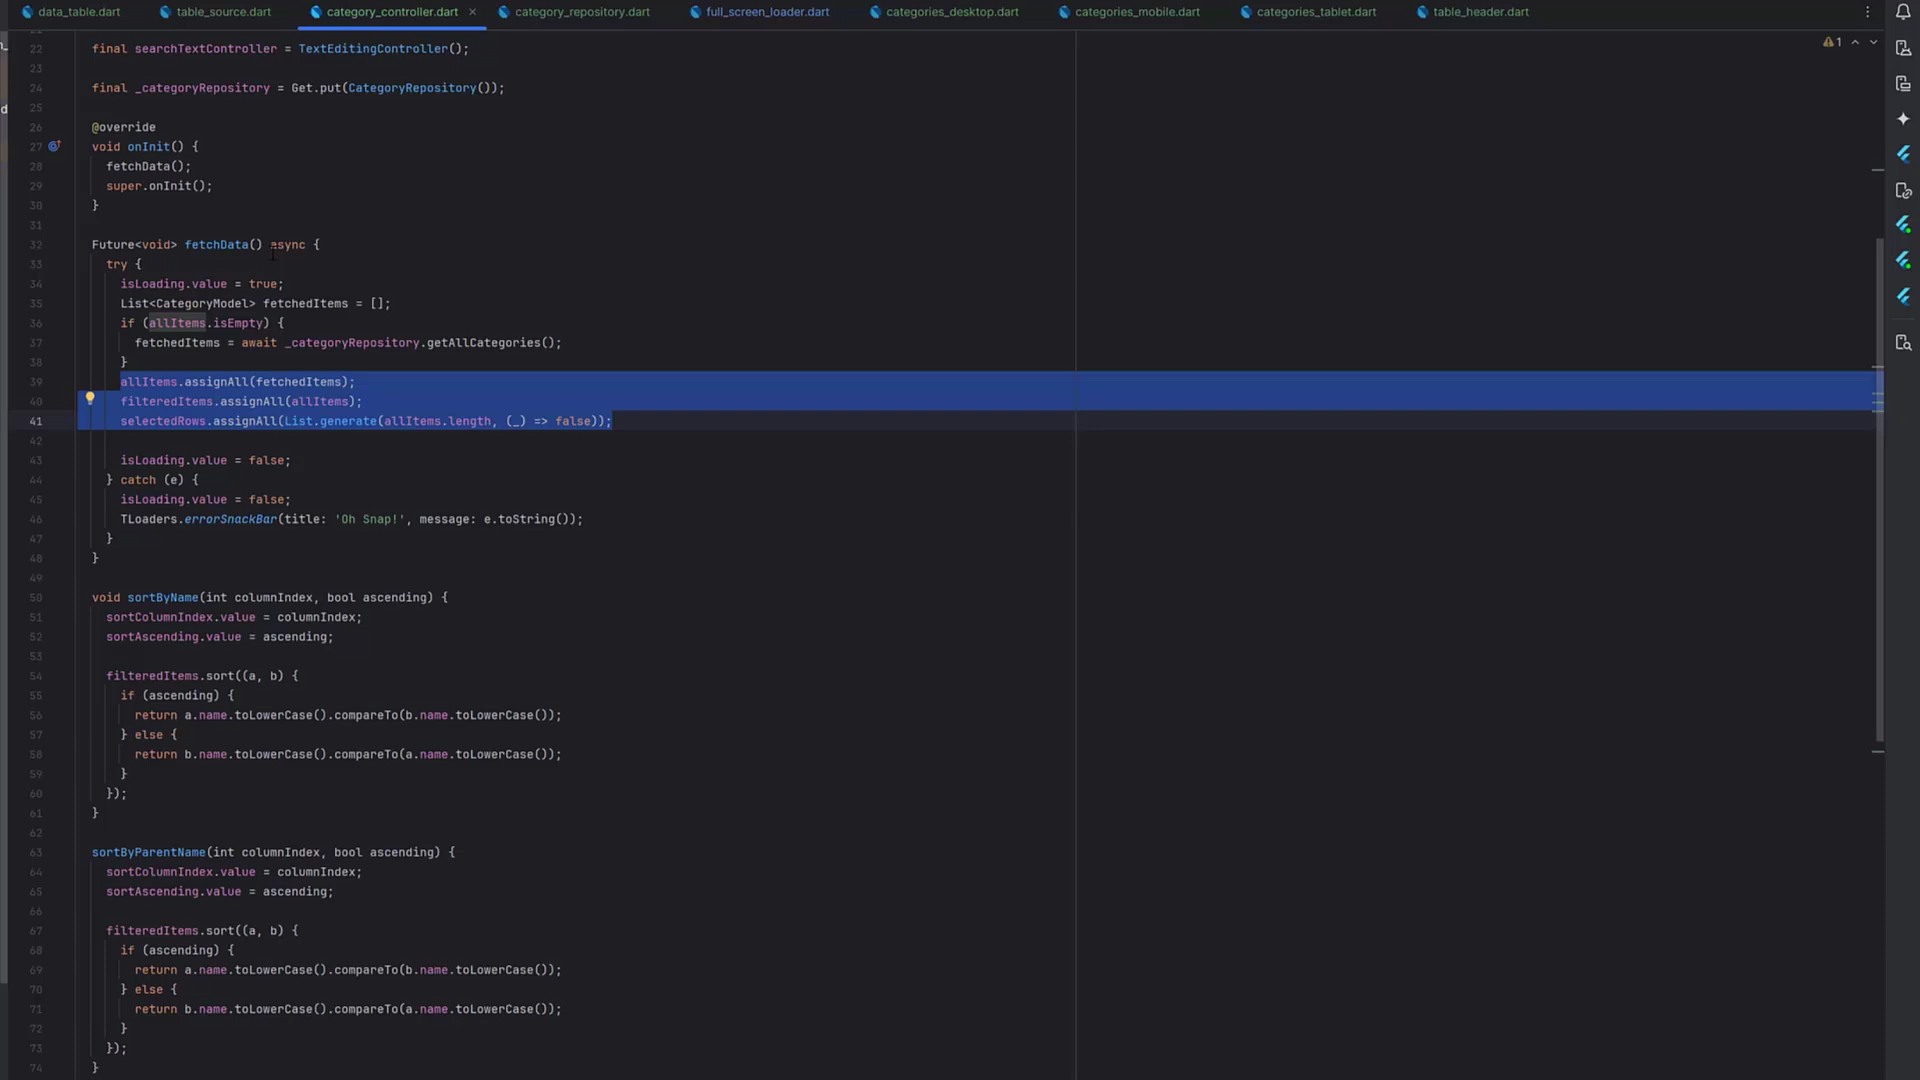 data_table.dart table_source.dart category_controller.dart × category_repository.dart full_screen_loader.dart categories_desktop.dart categories_mobile.dart categories_tablet.dart table_header.dart
22 final searchTextController = TextEditingController();
1
23
24 final _categoryRepository = Get.put(CategoryRepository());
25
26 @override
27 void onInit() {
28 fetchData();
29 super.onInit();
30 }
31
32 Future<void> fetchData() async {
33 try {
34 isLoading.value = true;
35 List<CategoryModel> fetchedItems = [];
36 if (allItems.isEmpty) {
37 fetchedItems = await _categoryRepository.getAllCategories();
38 }
39 allItems.assignAll(fetchedItems);
40 filteredItems.assignAll(allItems);
41 selectedRows.assignAll(List.generate(allItems.length, (_) => false));
42
43 isLoading.value = false;
44 } catch (e) {
45 isLoading.value = false;
46 TLoaders.errorSnackBar(title: 'Oh Snap!', message: e.toString());
47 }
48 }
49
50 void sortByName(int columnIndex, bool ascending) {
51 sortColumnIndex.value = columnIndex;
52 sortAscending.value = ascending;
53
54 filteredItems.sort((a, b) {
55 if (ascending) {
56 return a.name.toLowerCase().compareTo(b.name.toLowerCase());
57 } else {
58 return b.name.toLowerCase().compareTo(a.name.toLowerCase());
59 }
60 });
61 }
62
63 sortByParentName(int columnIndex, bool ascending) {
64 sortColumnIndex.value = columnIndex;
65 sortAscending.value = ascending;
66
67 filteredItems.sort((a, b) {
68 if (ascending) {
69 return a.name.toLowerCase().compareTo(b.name.toLowerCase());
70 } else {
71 return b.name.toLowerCase().compareTo(a.name.toLowerCase());
72 }
73 });
74 }